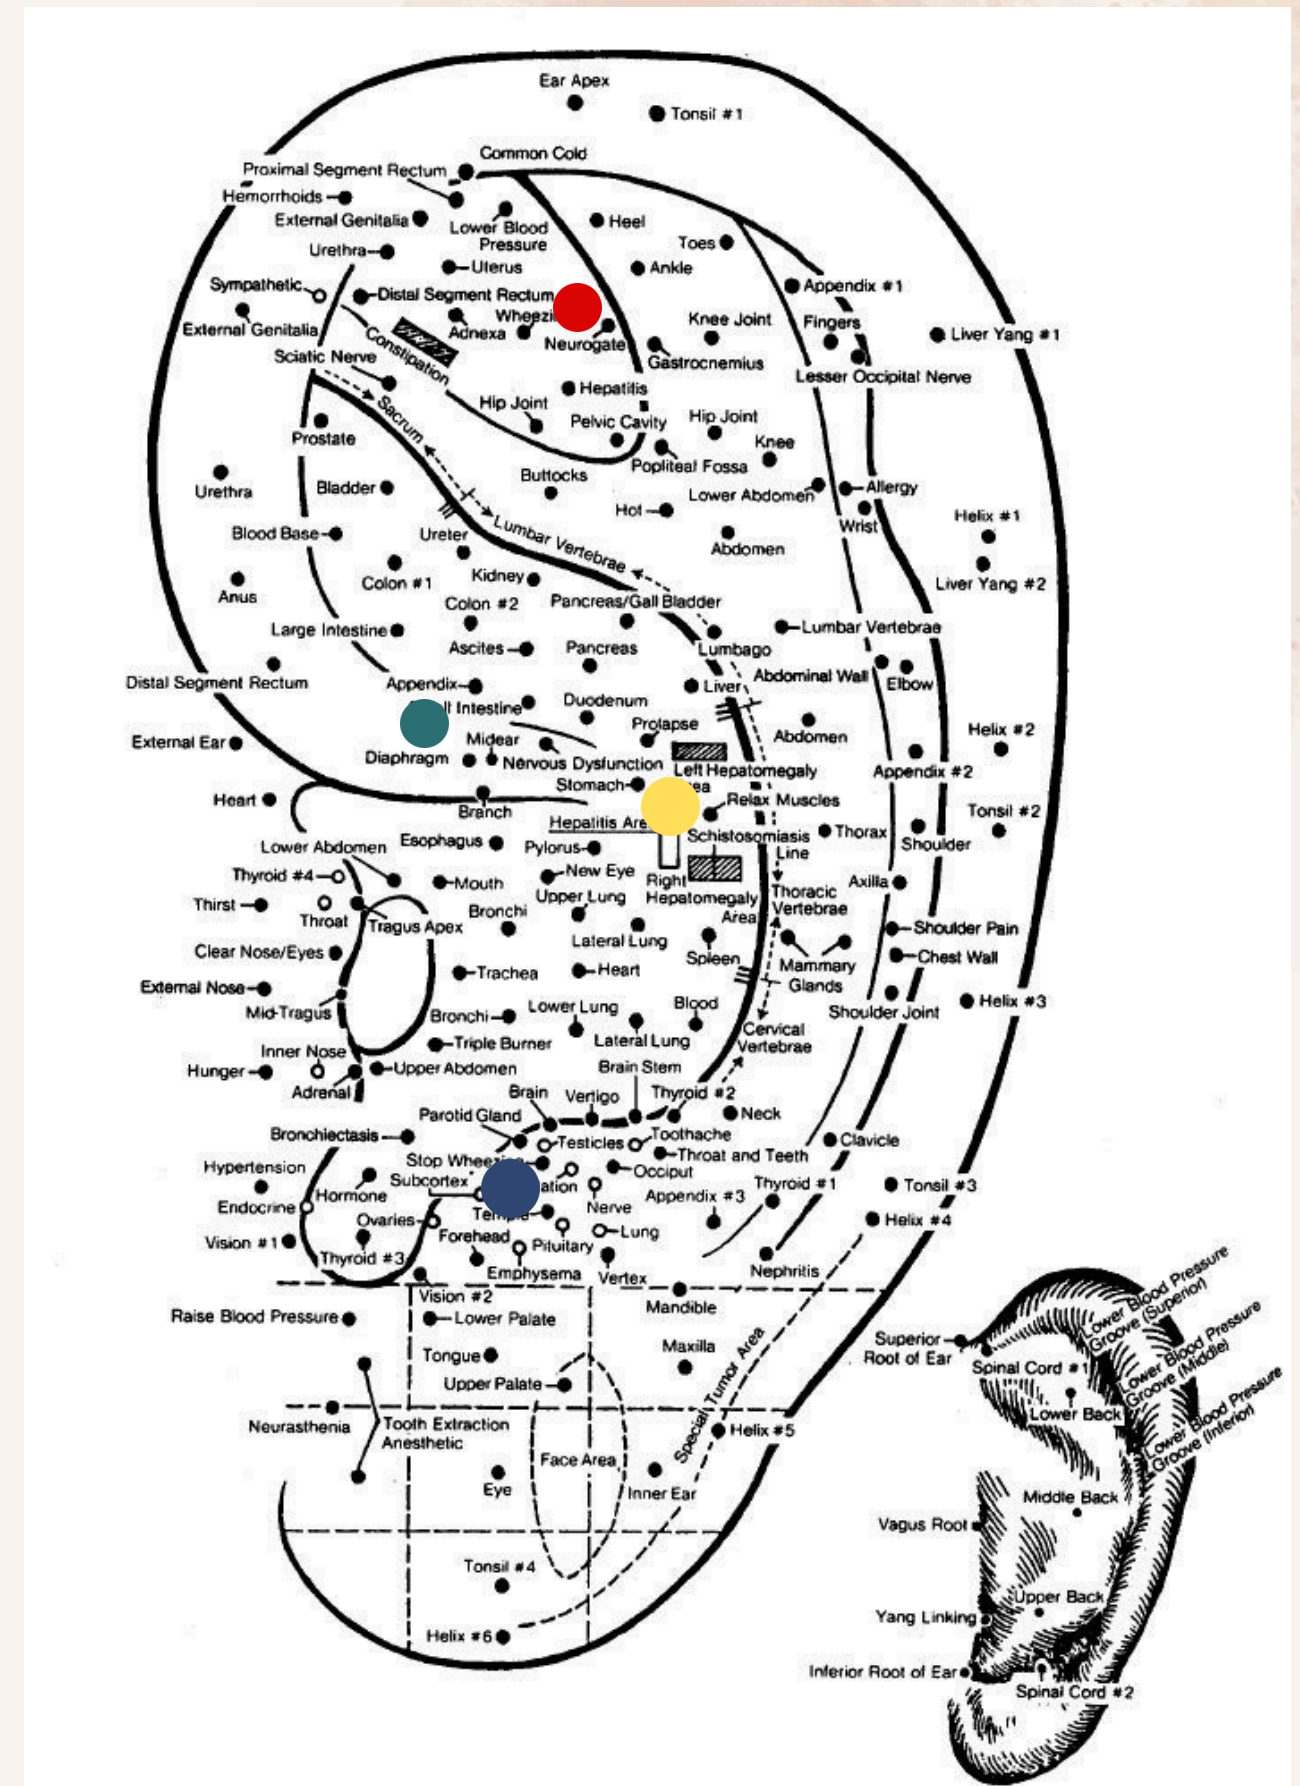 Ear Apex
Tonsil #1
Common Cold
Proximal Segment Rectum
Hemorrhoids
External Genitalia
Lower Blood
Pressure
Heel
Toes
Urethra
Uterus
Ankle
Sympathetic
Distal Segment Rectum
Appendix #1
External Genitalia
Adnexa
Neurogate
Knee Joint
Fingers
Liver Yang #1
Constipation
Sciatic Nerve
Gastrocnemius
Lesser Occipital Nerve
Hepatitis
Sacrum
Hip Joint
Pelvic Cavity
Hip Joint
Prostate
Knee
Popliteal Fossa
Buttocks
Urethra
Bladder
Lower Abdomen
Allergy
Hot
Wrist
Helix #1
Blood Base
Ureter
Lumbar Vertebrae
Abdomen
Colon #1
Kidney
Liver Yang #2
Anus
Colon #2
Pancreas/Gall Bladder
Large Intestine
Lumbar Vertebrae
Ascites
Pancreas
Lumbago
Abdominal Wall
Elbow
Distal Segment Rectum
Appendix
Liver
Intestine
Duodenum
Prolapse
Abdomen
Helix #2
External Ear
Midear
Diaphragm
Nervous Dysfunction
Left Hepatomegaly
Appendix #2
Stomach
Heart
Branch
Relax Muscles
Tonsil #2
Hepatitis
Esophagus
Schistosomiasis
Line
Thorax
Shoulder
Lower Abdomen
Pylorus
Thyroid #4
Mouth
New Eye
Right
Hepatomegaly
Area
Axilla
Thirst
Throat
Tragus Apex
Bronchi
Upper Lung
Thoracic
Vertebrae
Lateral Lung
Shoulder Pain
Clear Nose/Eyes
Spleen
Mammary
Glands
Chest Wall
Trachea
Heart
External Nose
Mid-Tragus
Bronchi
Lower Lung
Blood
Shoulder Joint
Helix #3
Lateral Lung
Cervical
Vertebrae
Inner Nose
Triple Burner
Hunger
Adrenal
Upper Abdomen
Brain Stem
Brain
Vertigo
Thyroid #2
Parotid Gland
Neck
Bronchiectasis
Testicles
Toothache
Clavicle
Throat and Teeth
Hypertension
Stop
Occiput
Subcortex
Endocrine
Hormone
Nerve
Appendix #3
Thyroid #1
Tonsil #3
Ovaries
Helix #4
Vision #1
Thyroid #3
Forehead
Pituitary
Lung
Emphysema
Vertex
Nephritis
Vision #2
Mandible
Raise Blood Pressure
Lower Palate
Tongue
Maxilla
Upper Palate
Special Tumor Area
Neurasthenia
Tooth Extraction
Anesthetic
Helix #5
Face Area
Eye
Inner Ear
Tonsil #4
Helix #6
Lower Blood Pressure
Groove (Superior)
Lower Blood Pressure
Groove (Middle)
Lower Blood Pressure
Groove (Inferior)
Superior
Root of Ear
Spinal Cord #1
Lower Back
Middle Back
Vagus Root
Upper Back
Yang Linking
Inferior Root of Ear
Spinal Cord #2